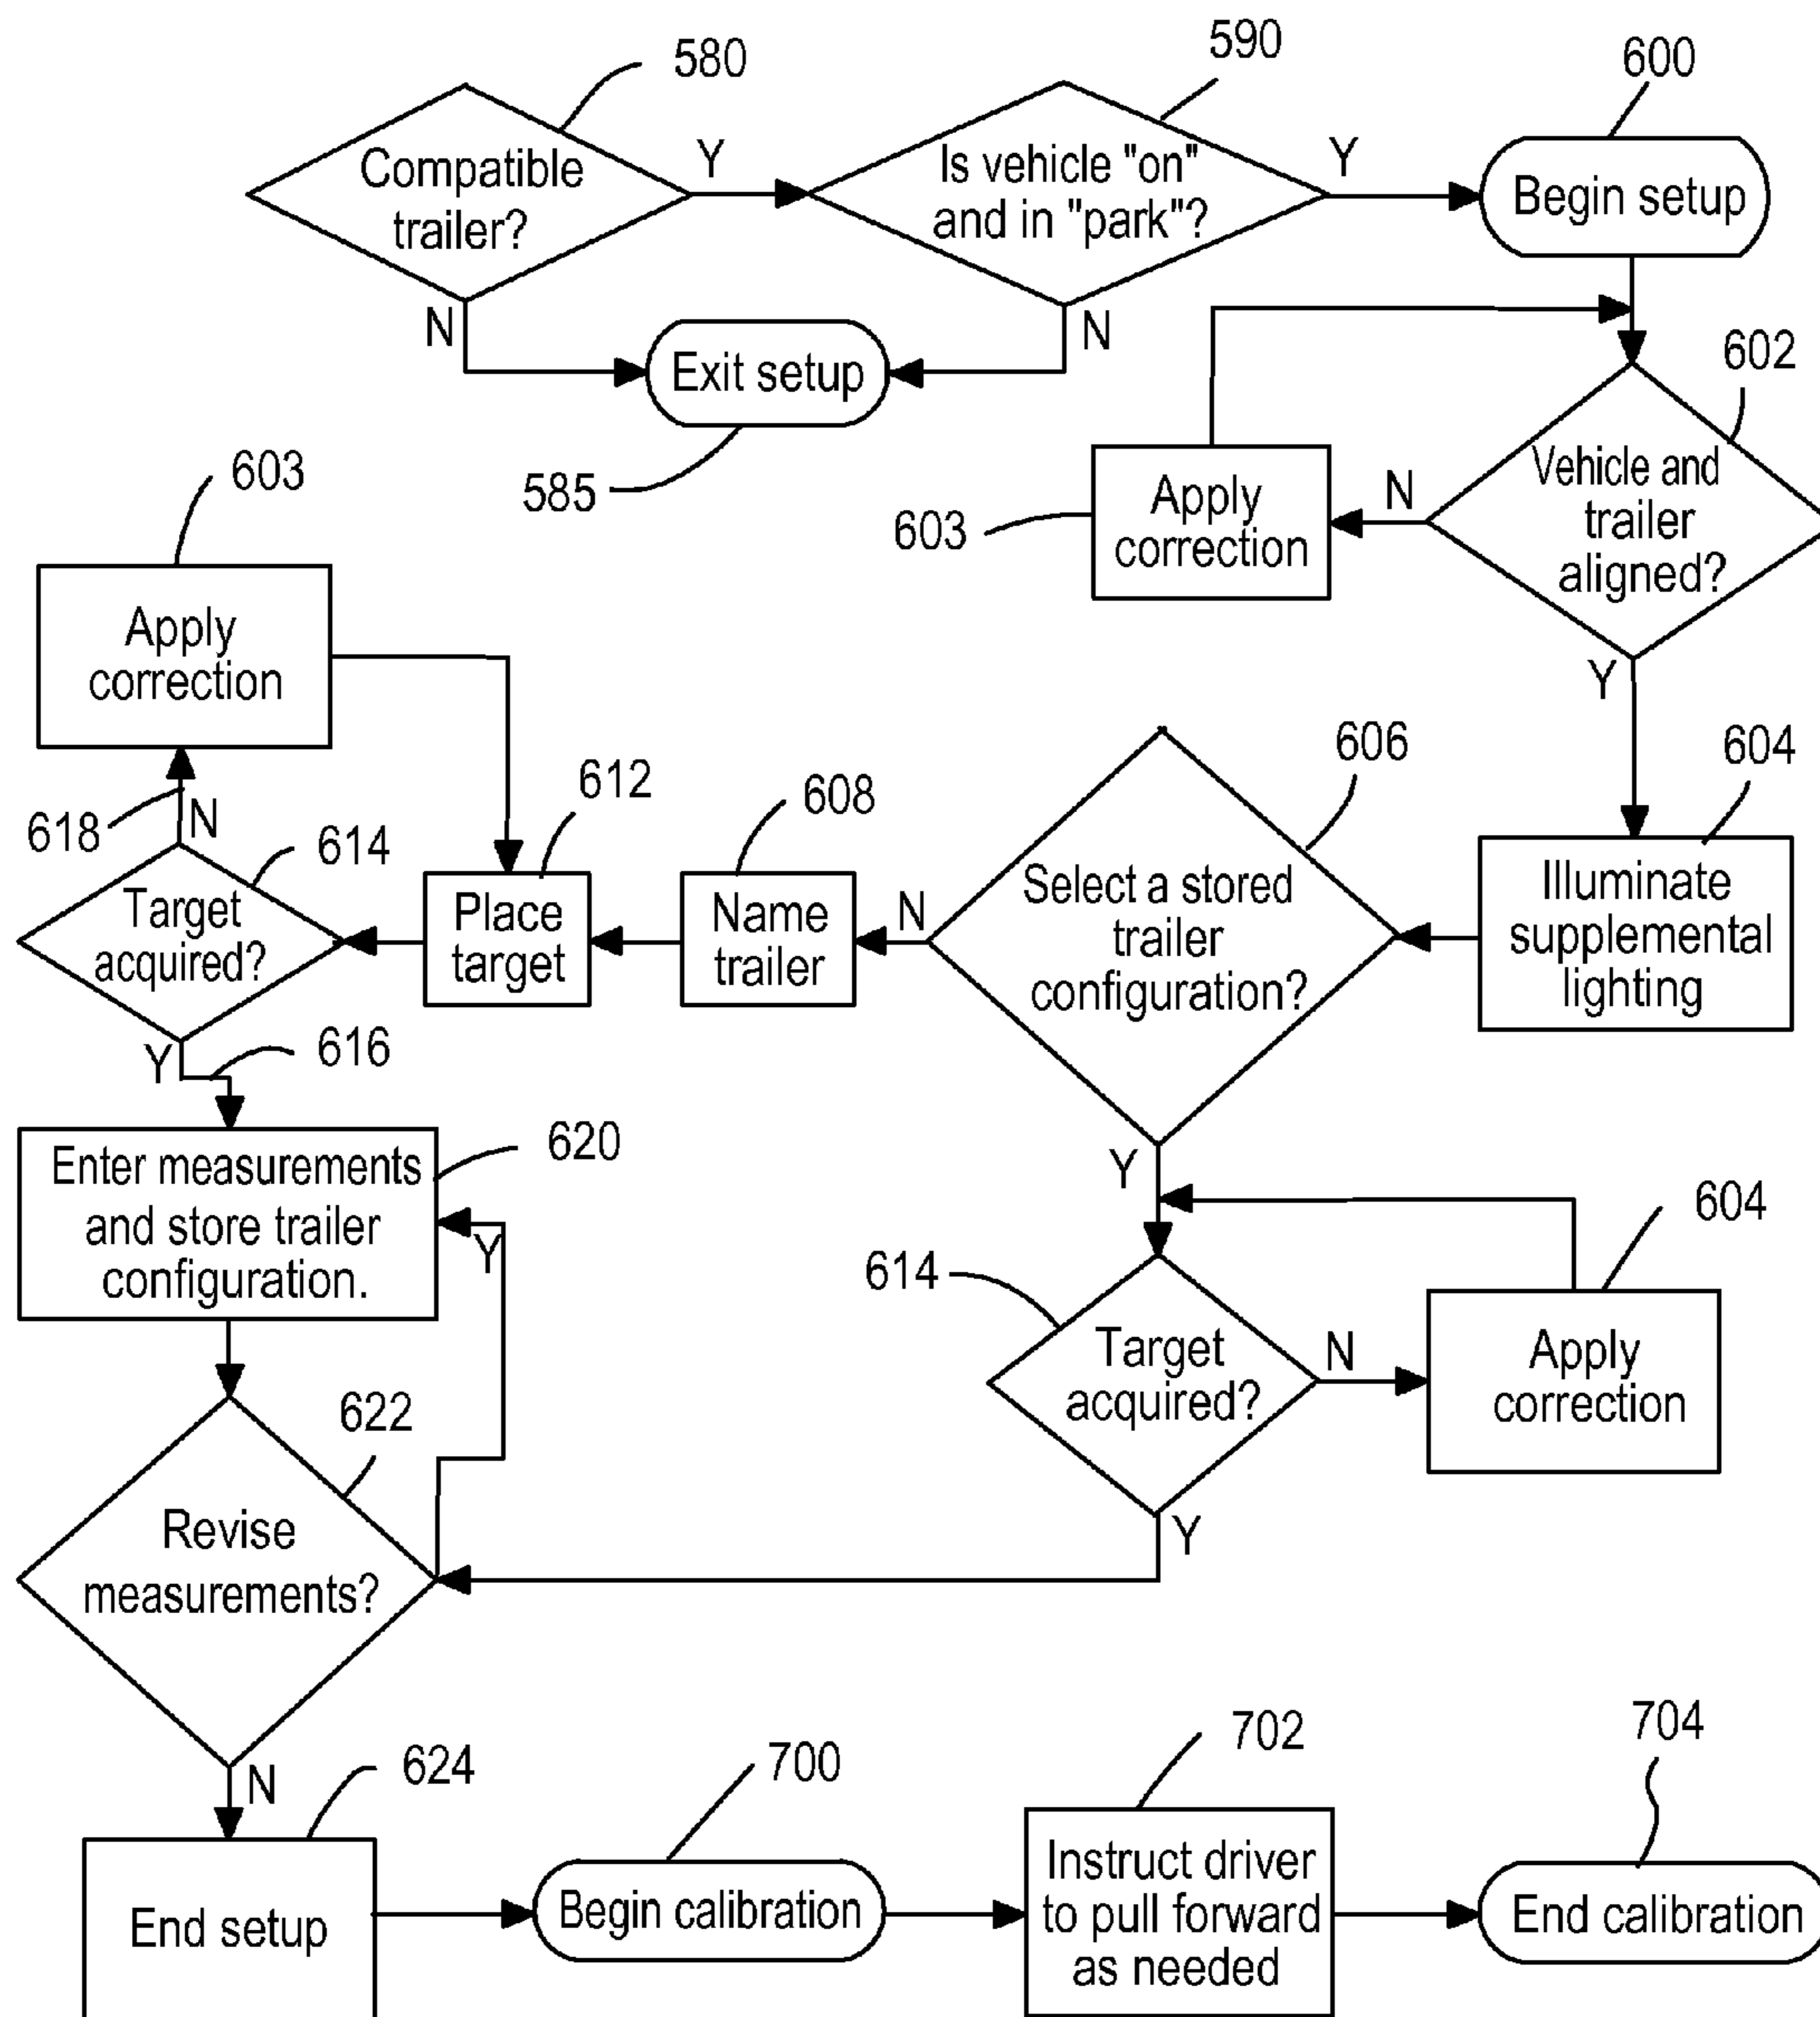 580
590
600
Compatible
trailer?
Y
Is vehicle "on"
and in "park"?
Y
Begin setup
N
Exit setup
N
585
602
Vehicle and
trailer
aligned?
N
Apply
correction
603
603
Apply
correction
Y
604
Illuminate
supplemental
lighting
606
Select a stored
trailer
configuration?
N
608
Name
trailer
612
Place
target
614
Target
acquired?
618
N
Y
616
620
Enter measurements
and store trailer
configuration.
Y
Y
604
614
Target
acquired?
N
Apply
correction
Y
622
Revise
measurements?
N
624
End setup
700
Begin calibration
702
Instruct driver
to pull forward
as needed
704
End calibration